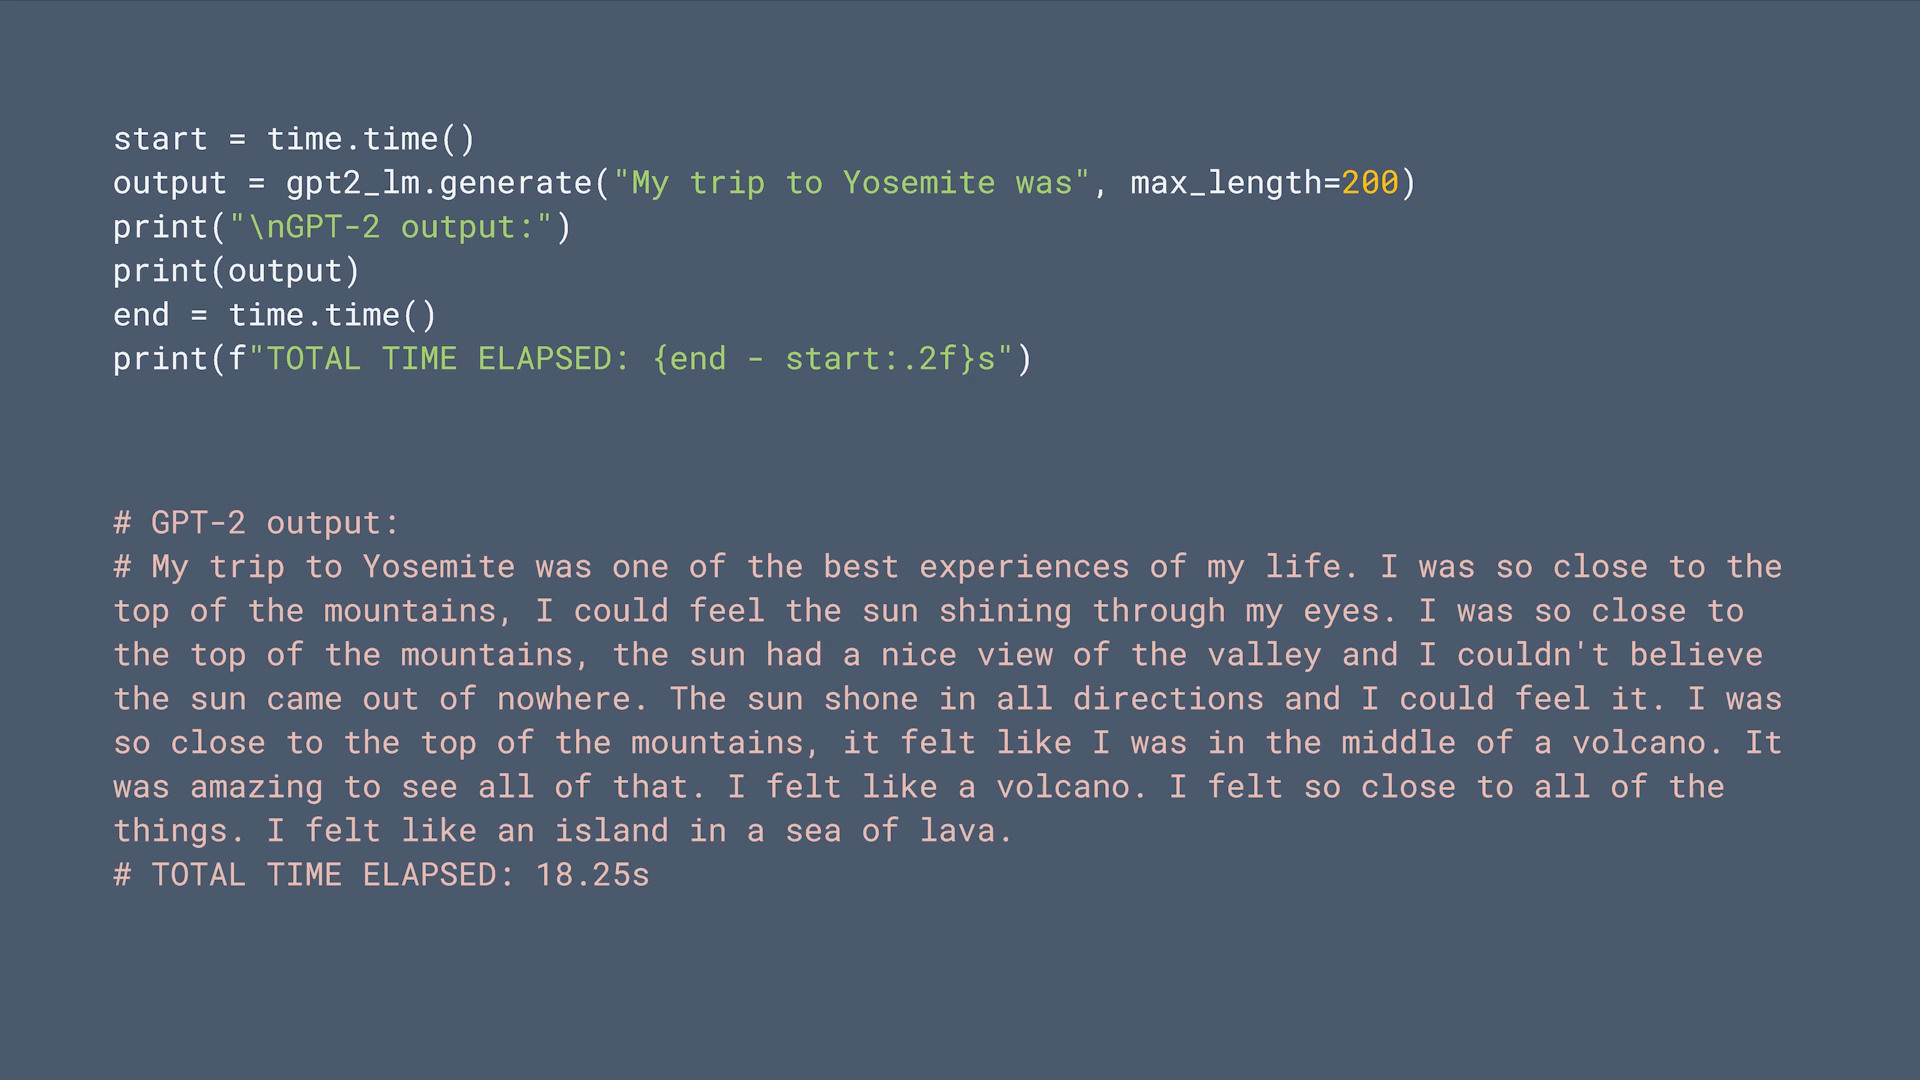 start = time.time()
output = gpt2_lm.generate("My trip to Yosemite was", max_length=200)
print("\nGPT-2 output:")
print(output)
end = time.time()
print(f"TOTAL TIME ELAPSED: {end - start:.2f}s")
# GPT-2 output:
# My trip to Yosemite was one of the best experiences of my life. I was so close to the
top of the mountains, I could feel the sun shining through my eyes. I was so close to
the top of the mountains, the sun had a nice view of the valley and I couldn't believe
the sun came out of nowhere. The sun shone in all directions and I could feel it. I was
so close to the top of the mountains, it felt like I was in the middle of a volcano. It
was amazing to see all of that. I felt like a volcano. I felt so close to all of the
things. I felt like an island in a sea of lava.
# TOTAL TIME ELAPSED: 18.25s